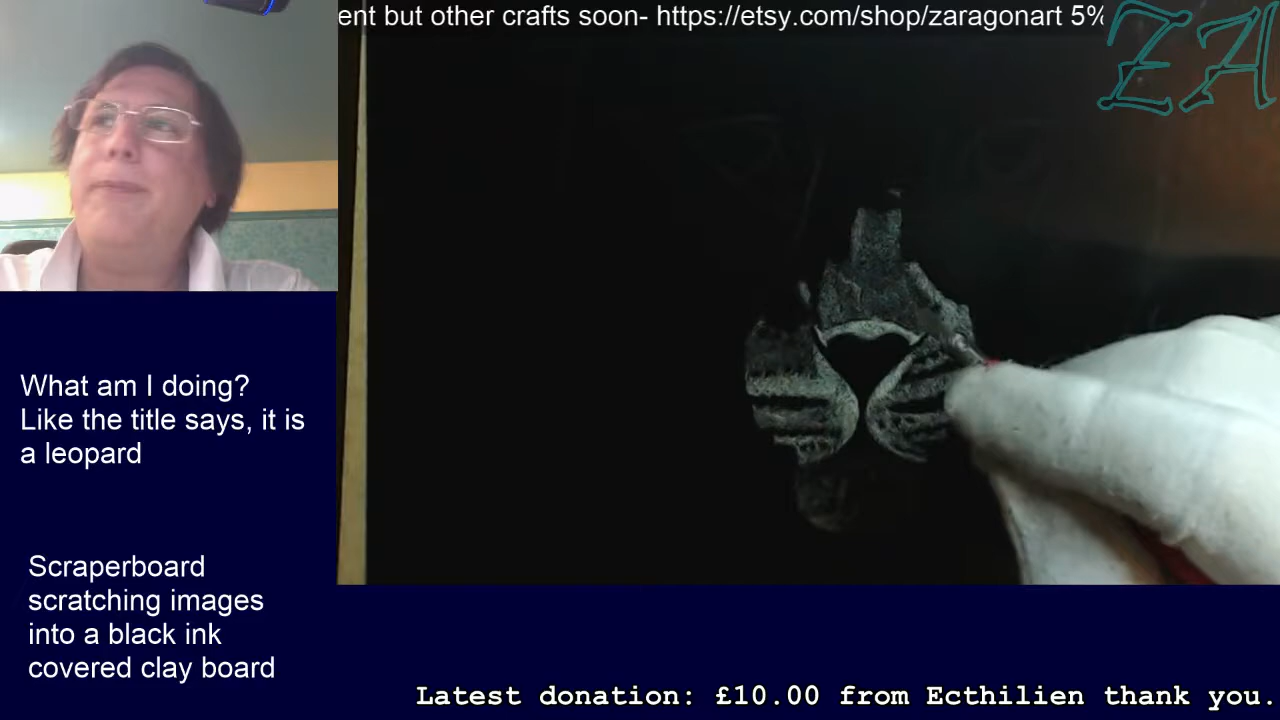 ent but other crafts soon- https://etsy.com/shop/zaragonart 5%
ZA
What am I doing?
Like the title says, it is
a leopard
Scraperboard
scratching images
into a black ink
covered clay board
Latest donation: £10.00 from Ecthilien thank you.